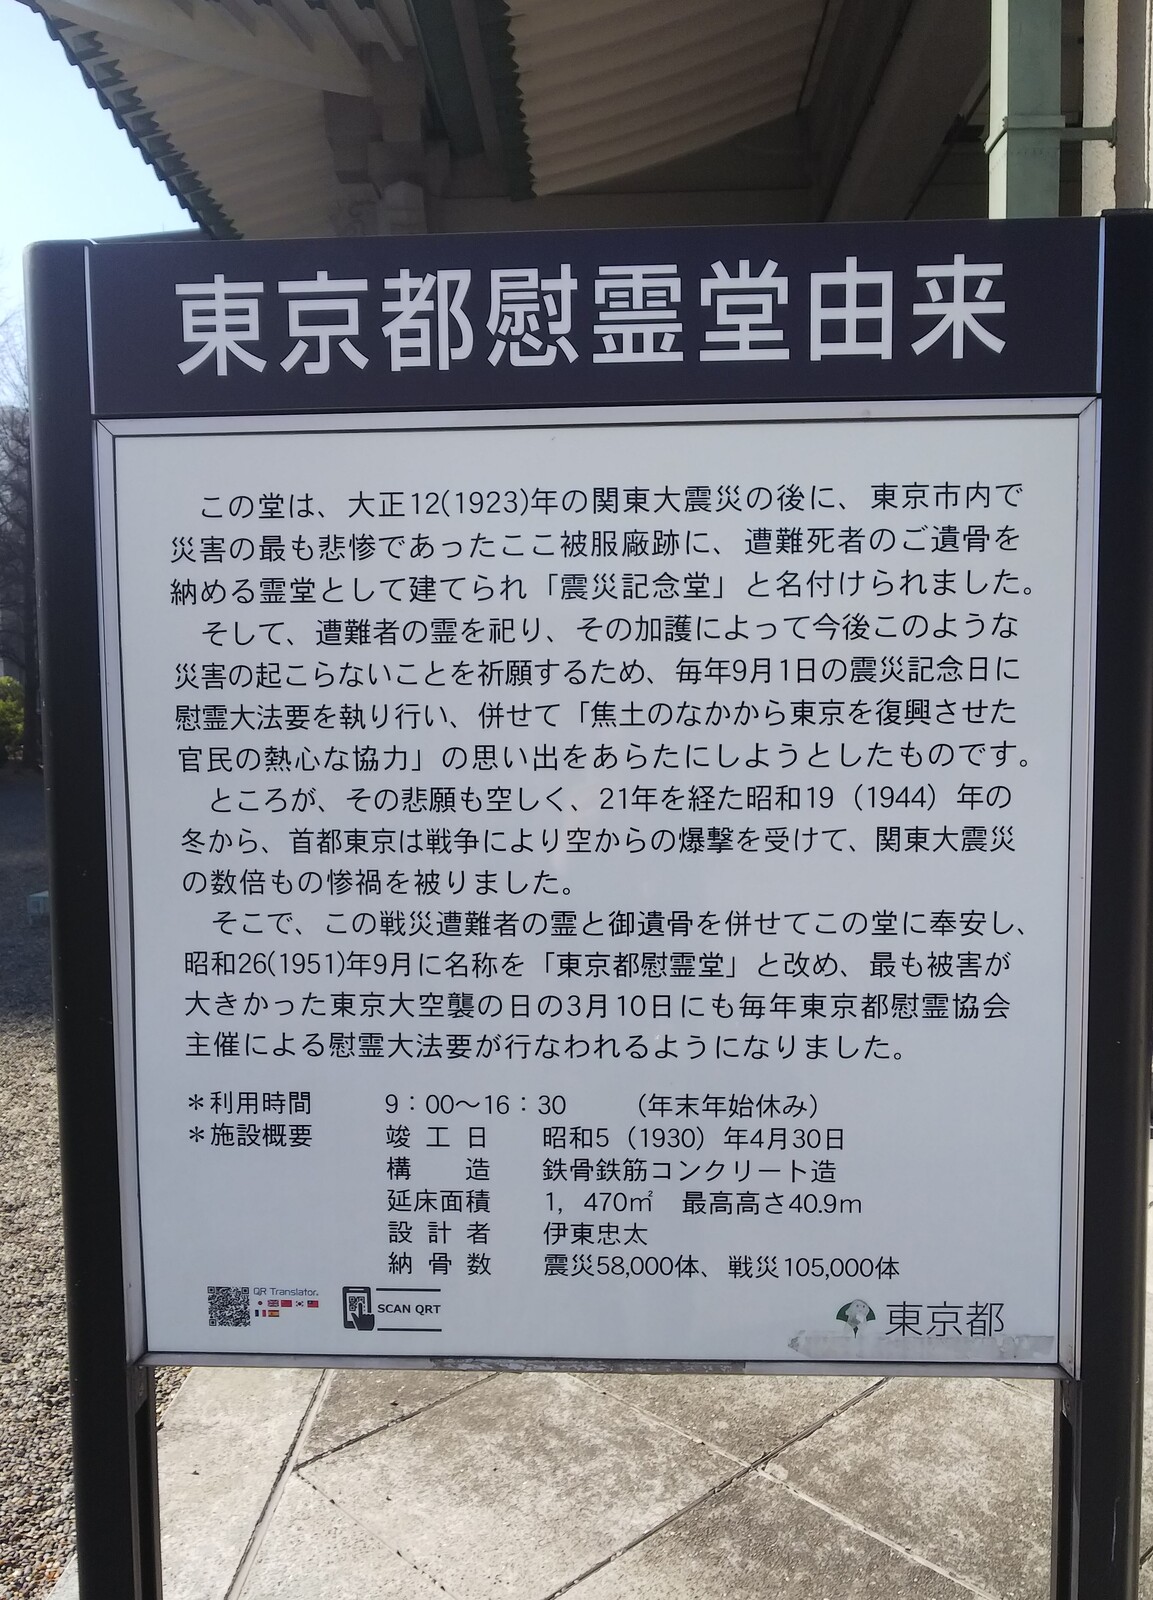 東京都慰霊堂由来
この堂は、大正12(1923)年の関東大震災の後に、東京市内で
災害の最も悲惨であったここ被服廠跡に、遭難死者のご遺骨を
納める霊堂として建てられ「震災記念堂」と名付けられました。
そして、遭難者の霊を祀り、その加護によって今後このような
災害の起こらないことを祈願するため、毎年9月1日の震災記念日に
慰霊大法要を執り行い、併せて「焦土のなかから東京を復興させた
官民の熱心な協力」の思い出をあらたにしようとしたものです。
ところが、その悲願も空しく、21年を経た昭和19（1944）年の
冬から、首都東京は戦争により空からの爆撃を受けて、関東大震災
の数倍もの惨禍を被りました。
そこで、この戦災遭難者の霊と御遺骨を併せてこの堂に奉安し、
昭和26(1951)年9月に名称を「東京都慰霊堂」と改め、最も被害が
大きかった東京大空襲の日の3月10日にも毎年東京都慰霊協会
主催による慰霊大法要が行なわれるようになりました。
＊利用時間　9：00～16：30　（年末年始休み）
＊施設概要　竣工日　昭和5（1930）年4月30日
構造　鉄骨鉄筋コンクリート造
延床面積　1，470㎡　最高高さ40.9m
設計者　伊東忠太
納骨数　震災58,000体、戦災105,000体
QR Translator.
SCAN QRT
東京都